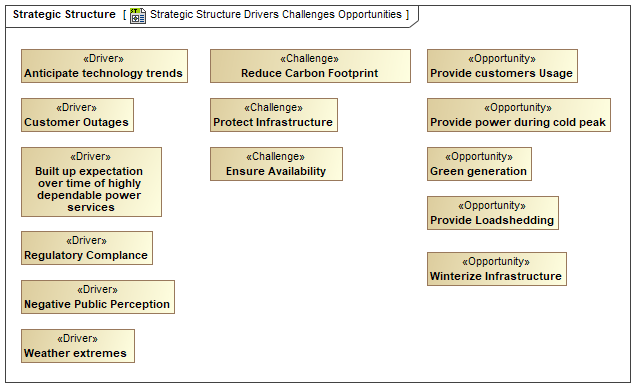 Strategic Structure [ ST Strategic Structure Drivers Challenges Opportunities ]
«Driver»
Anticipate technology trends
«Driver»
Customer Outages
«Driver»
Built up expectation
over time of highly
dependable power
services
«Driver»
Regulatory Complance
«Driver»
Negative Public Perception
«Driver»
Weather extremes
«Challenge»
Reduce Carbon Footprint
«Challenge»
Protect Infrastructure
«Challenge»
Ensure Availability
«Opportunity»
Provide customers Usage
«Opportunity»
Provide power during cold peak
«Opportunity»
Green generation
«Opportunity»
Provide Loadshedding
«Opportunity»
Winterize Infrastructure